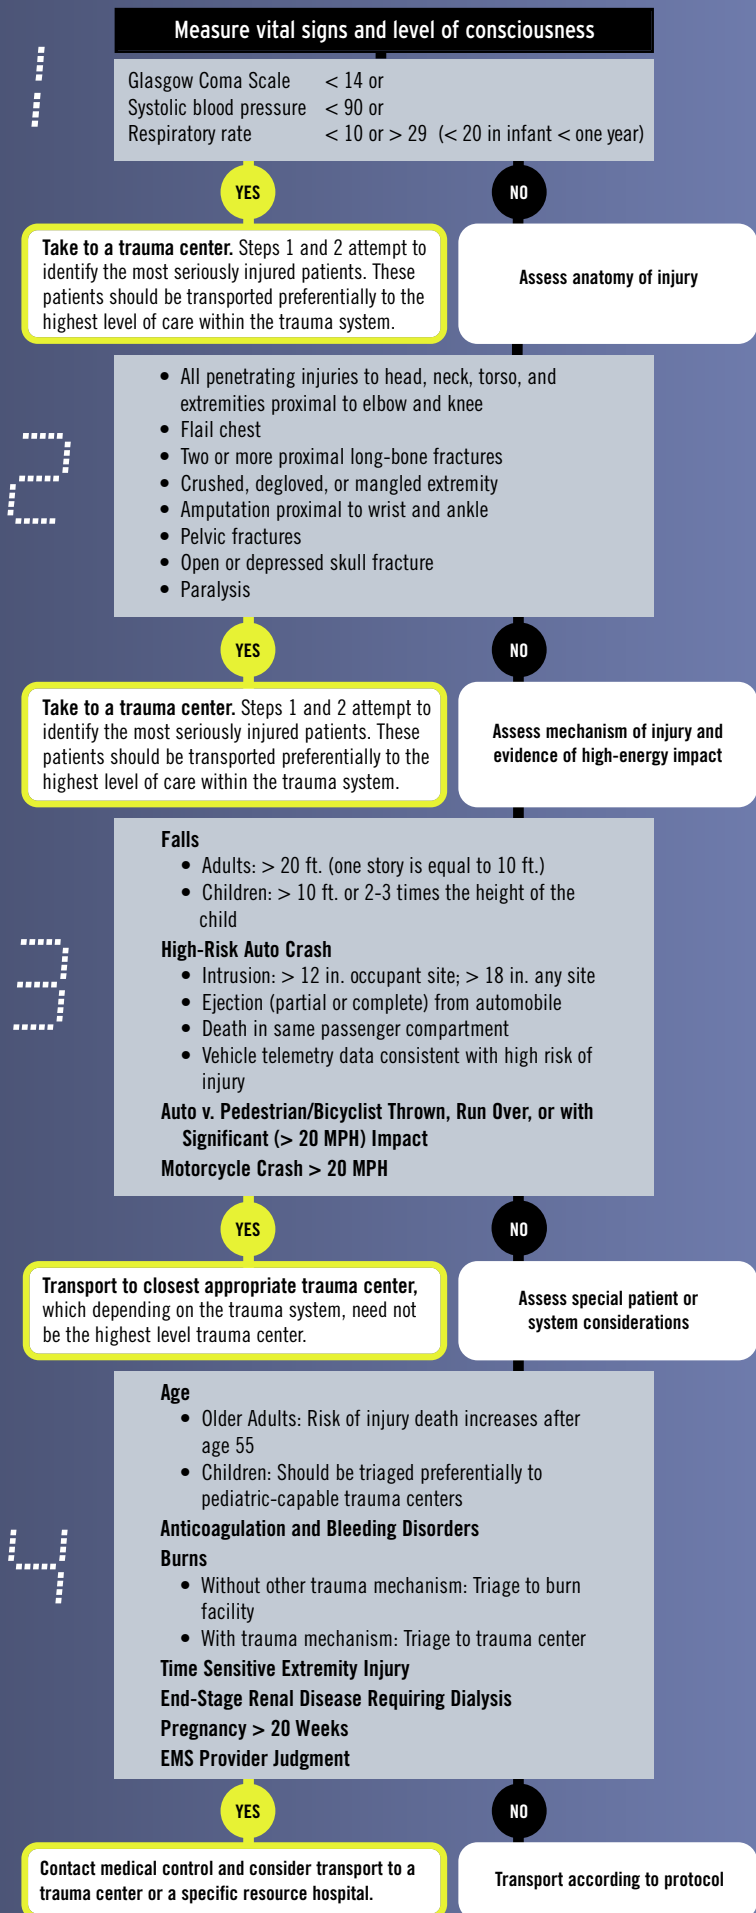 Measure vital signs and level of consciousness
1
Glasgow Coma Scale < 14 or
Systolic blood pressure < 90 or
Respiratory rate < 10 or > 29 (< 20 in infant < one year)
YES
NO
Take to a trauma center. Steps 1 and 2 attempt to
identify the most seriously injured patients. These
patients should be transported preferentially to the
highest level of care within the trauma system.
Assess anatomy of injury
2
• All penetrating injuries to head, neck, torso, and
extremities proximal to elbow and knee
• Flail chest
• Two or more proximal long-bone fractures
• Crushed, degloved, or mangled extremity
• Amputation proximal to wrist and ankle
• Pelvic fractures
• Open or depressed skull fracture
• Paralysis
YES
NO
Take to a trauma center. Steps 1 and 2 attempt to
identify the most seriously injured patients. These
patients should be transported preferentially to the
highest level of care within the trauma system.
Assess mechanism of injury and
evidence of high-energy impact
3
Falls
• Adults: > 20 ft. (one story is equal to 10 ft.)
• Children: > 10 ft. or 2-3 times the height of the
child
High-Risk Auto Crash
• Intrusion: > 12 in. occupant site; > 18 in. any site
• Ejection (partial or complete) from automobile
• Death in same passenger compartment
• Vehicle telemetry data consistent with high risk of
injury
Auto v. Pedestrian/Bicyclist Thrown, Run Over, or with
Significant (> 20 MPH) Impact
Motorcycle Crash > 20 MPH
YES
NO
Transport to closest appropriate trauma center,
which depending on the trauma system, need not
be the highest level trauma center.
Assess special patient or
system considerations
4
Age
• Older Adults: Risk of injury death increases after
age 55
• Children: Should be triaged preferentially to
pediatric-capable trauma centers
Anticoagulation and Bleeding Disorders
Burns
• Without other trauma mechanism: Triage to burn
facility
• With trauma mechanism: Triage to trauma center
Time Sensitive Extremity Injury
End-Stage Renal Disease Requiring Dialysis
Pregnancy > 20 Weeks
EMS Provider Judgment
YES
NO
Contact medical control and consider transport to a
trauma center or a specific resource hospital.
Transport according to protocol